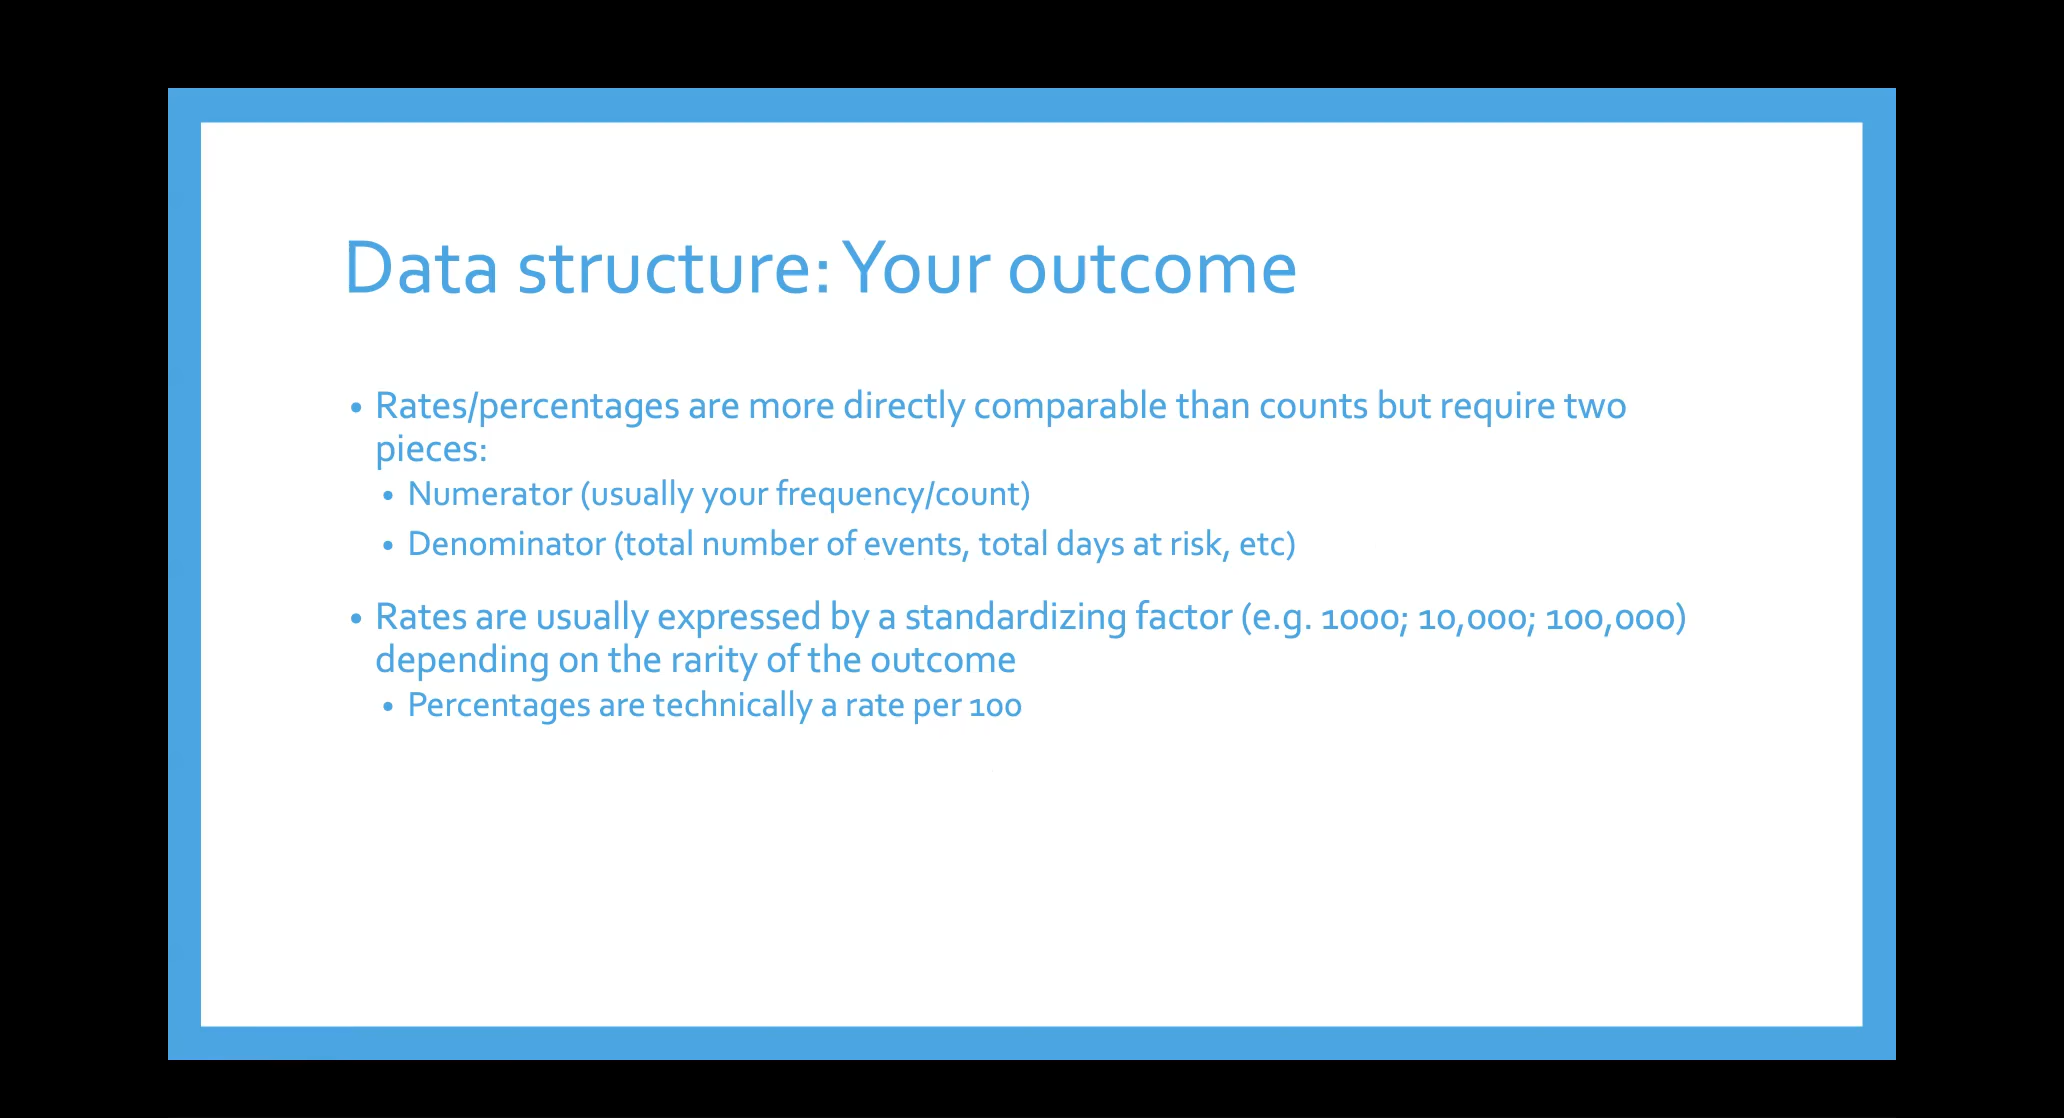 Data structure: Your outcome
• Rates/percentages are more directly comparable than counts but require two
pieces:
• Numerator (usually your frequency/count)
• Denominator (total number of events, total days at risk, etc)
• Rates are usually expressed by a standardizing factor (e.g. 1000; 10,000; 100,000)
depending on the rarity of the outcome
• Percentages are technically a rate per 100